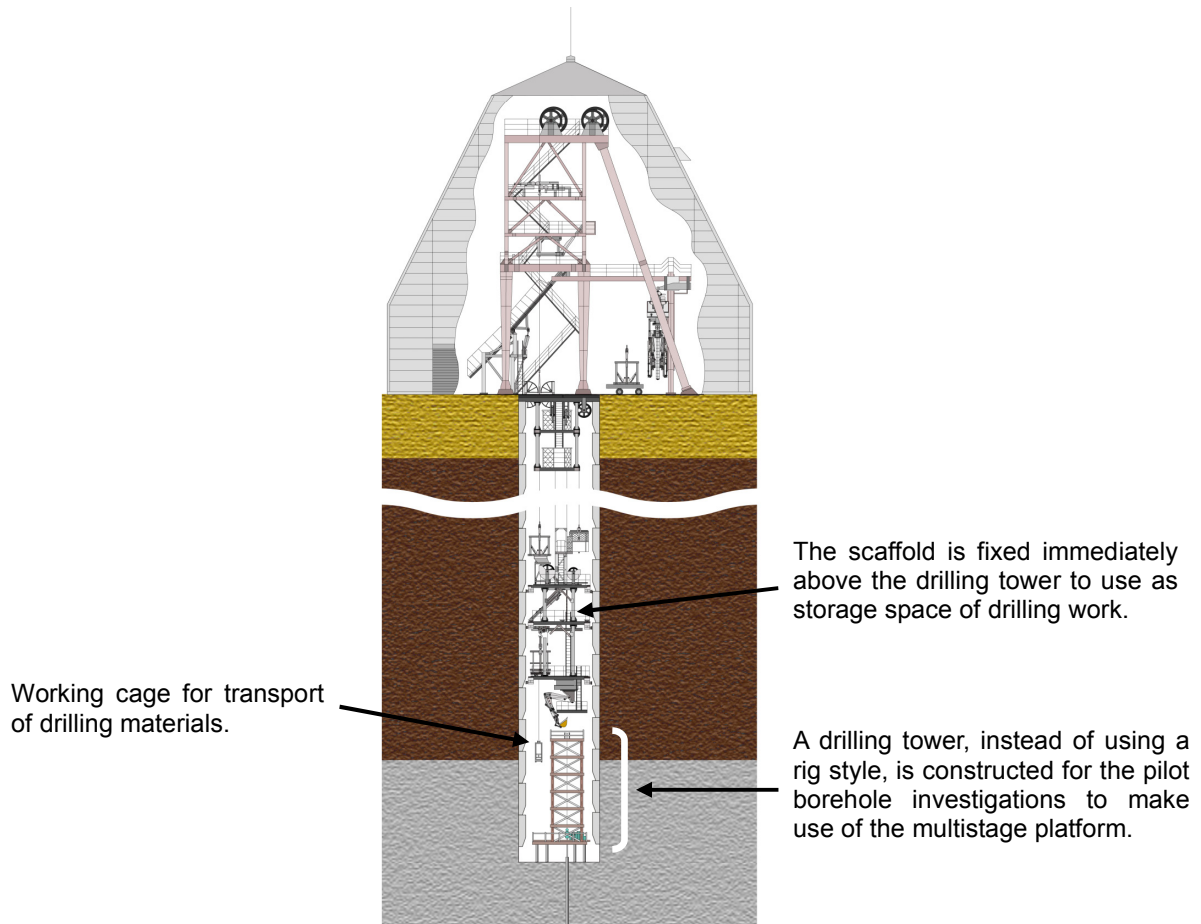 The scaffold is fixed immediately
above the drilling tower to use as
storage space of drilling work.
Working cage for transport
of drilling materials.
A drilling tower, instead of using a
rig style, is constructed for the pilot
borehole investigations to make
use of the multistage platform.